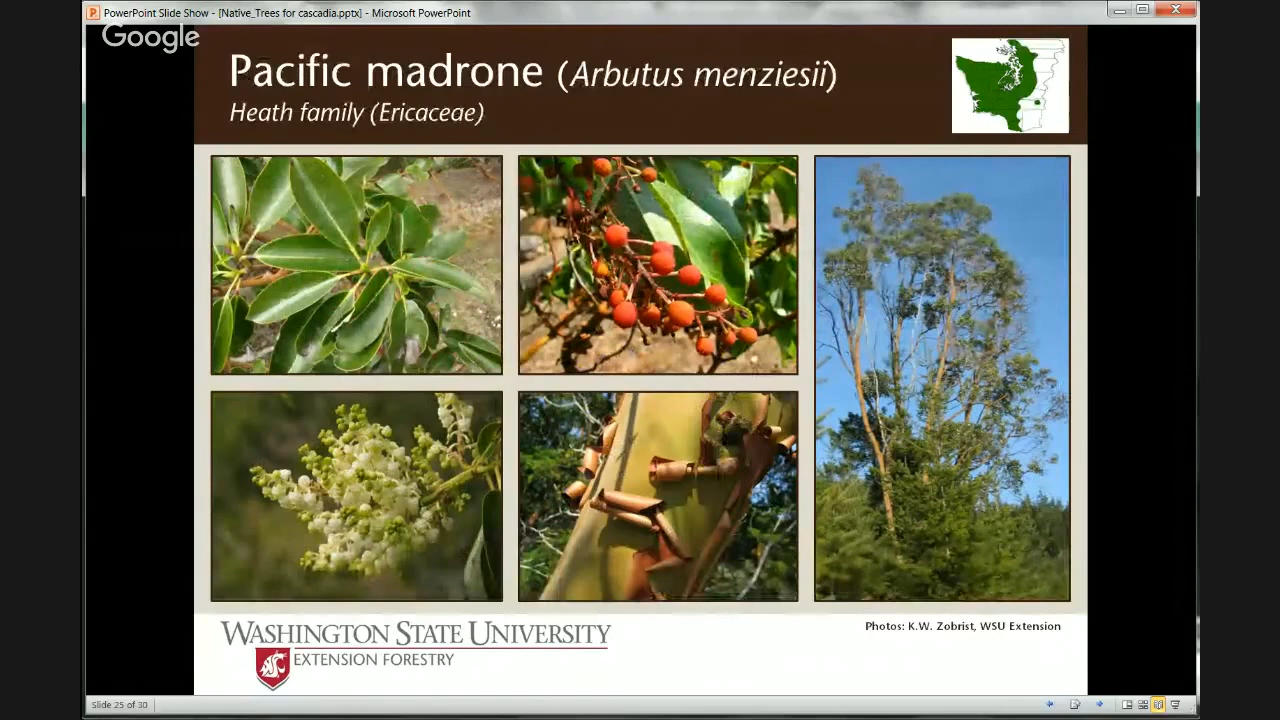 PowerPoint Slide Show - [Native_Trees for cascadia.pptx] - Microsoft PowerPoint
Google
Pacific madrone (Arbutus menziesii)
Heath family (Ericaceae)
Photos: K.W. Zobrist, WSU Extension
WASHINGTON STATE UNIVERSITY
EXTENSION FORESTRY
Slide 25 of 30